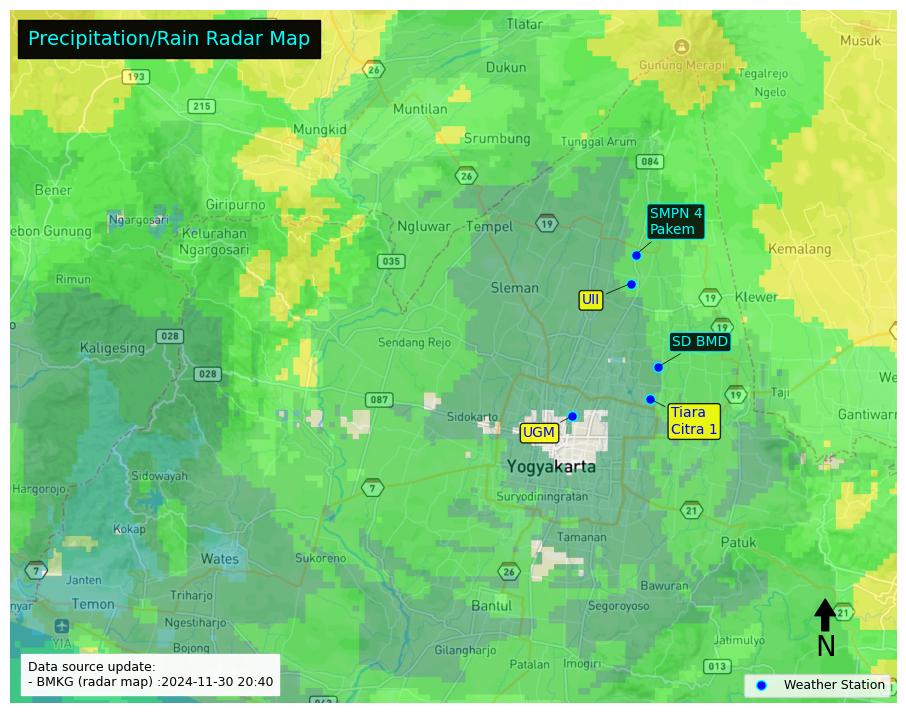 Precipitation/Rain Radar Map
Tlatar
Musuk
Gunung Merapi
Tegalrejo
Ngelo
26
193
Dukun
215
Muntilan
Mungkid
Srumbung
Tunggal Arum
084
26
Bener
Giripurno
Ngargosari
ebon Gunung
Kelurahan
Ngargosari
Ngluwar
Tempel
19
SMPN 4
Pakem
Kemalang
035
Rimun
Sleman
UII
19
Klewer
19
028
Kaligesing
Sendang Rejo
SD BMD
028
We
087
19
Taji
Sidokarto
Tiara
Citra 1
Gantiwarn
UGM
Yogyakarta
Sidowayah
Hargorojo
7
Suryodiningratan
21
Kokap
Tamanan
Patuk
Wates
Sukoreno
7
26
Janten
Bawuran
nyar
Temon
Triharjo
Bantul
Segoroyoso
21
Ngestiharjo
YIA
N
Jatimulyo
Bojong
Gilangharjo
Patalan
Imogiri
013
Data source update:
- BMKG (radar map) :2024-11-30 20:40
Weather Station